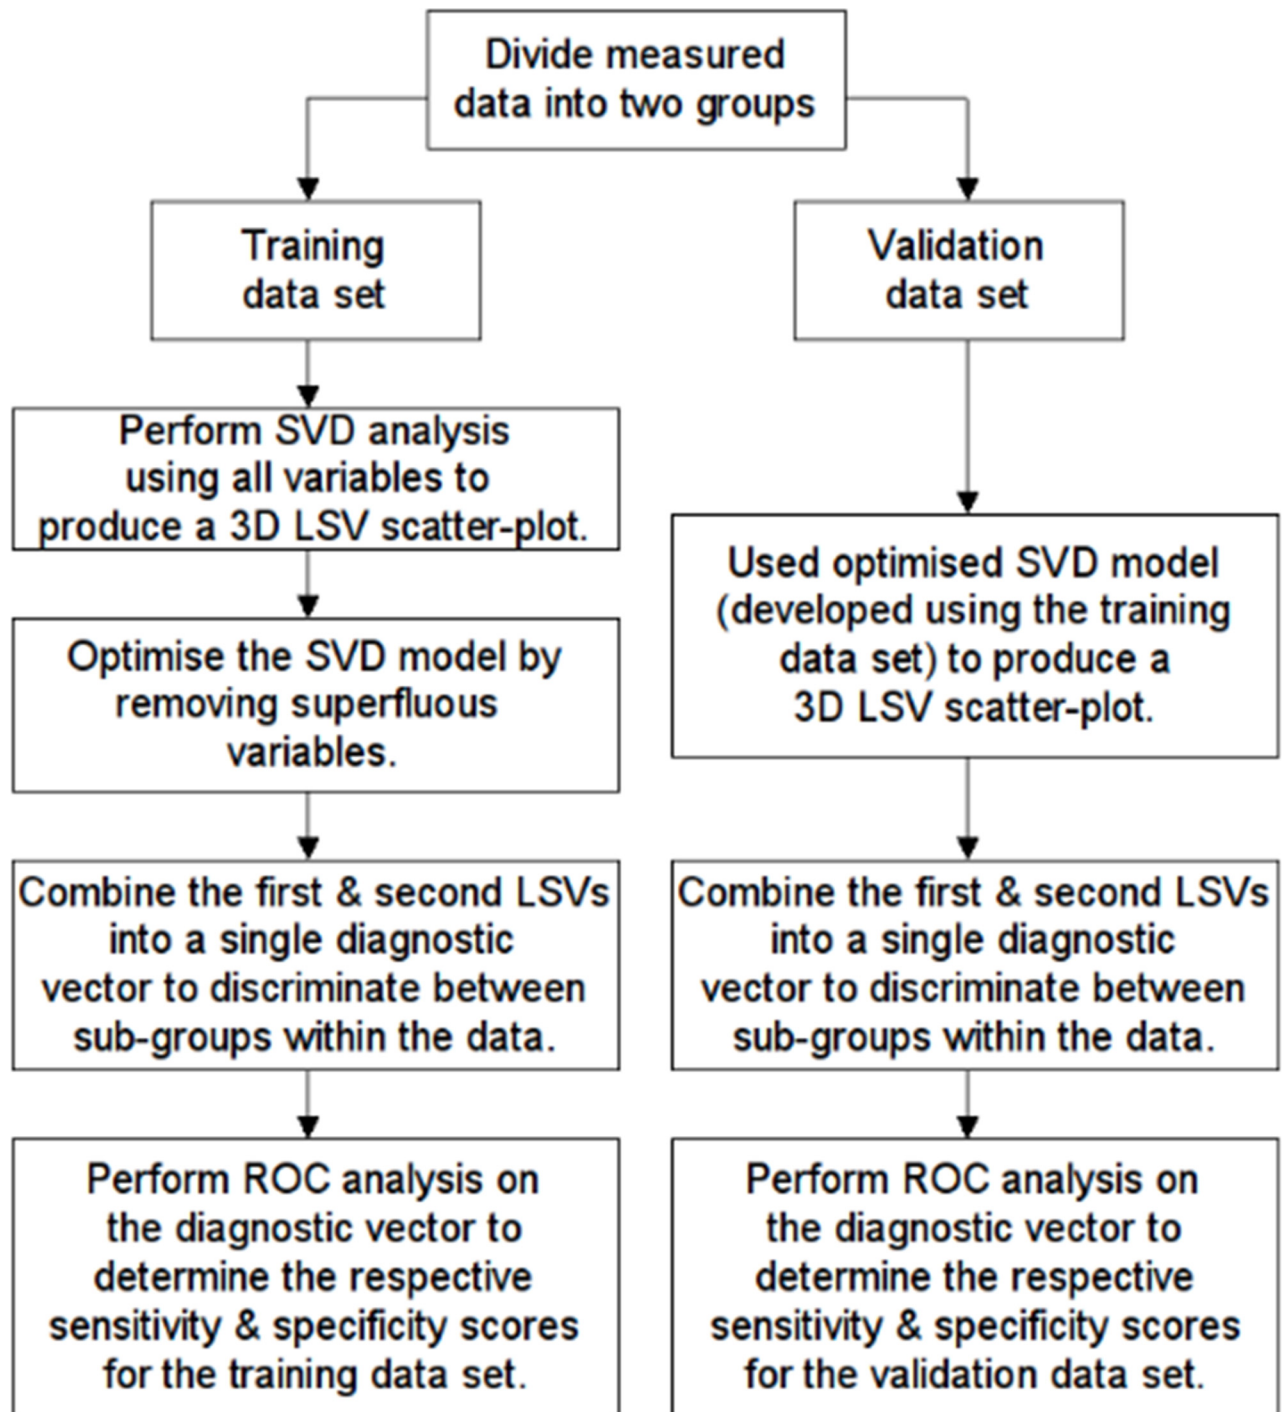 Divide measured
data into two groups
Training
data set
Validation
data set
Perform SVD analysis
using all variables to
produce a 3D LSV scatter-plot.
Optimise the SVD model by
removing superfluous
variables.
Combine the first & second LSVs
into a single diagnostic
vector to discriminate between
sub-groups within the data.
Perform ROC analysis on
the diagnostic vector to
determine the respective
sensitivity & specificity scores
for the training data set.
Used optimised SVD model
(developed using the training
data set) to produce a
3D LSV scatter-plot.
Combine the first & second LSVs
into a single diagnostic
vector to discriminate between
sub-groups within the data.
Perform ROC analysis on
the diagnostic vector to
determine the respective
sensitivity & specificity scores
for the validation data set.